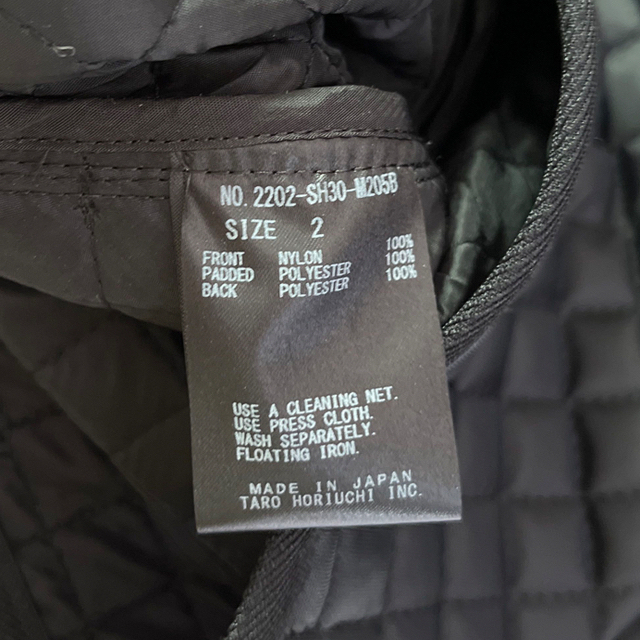 NO. 2202-SH30-M205B
SIZE 2
FRONT NYLON 100%
PADDED POLYESTER 100%
BACK POLYESTER 100%
USE A CLEANING NET.
USE PRESS CLOTH.
WASH SEPARATELY.
FLOATING IRON.
MADE IN JAPAN
TARO HORIUCHI INC.